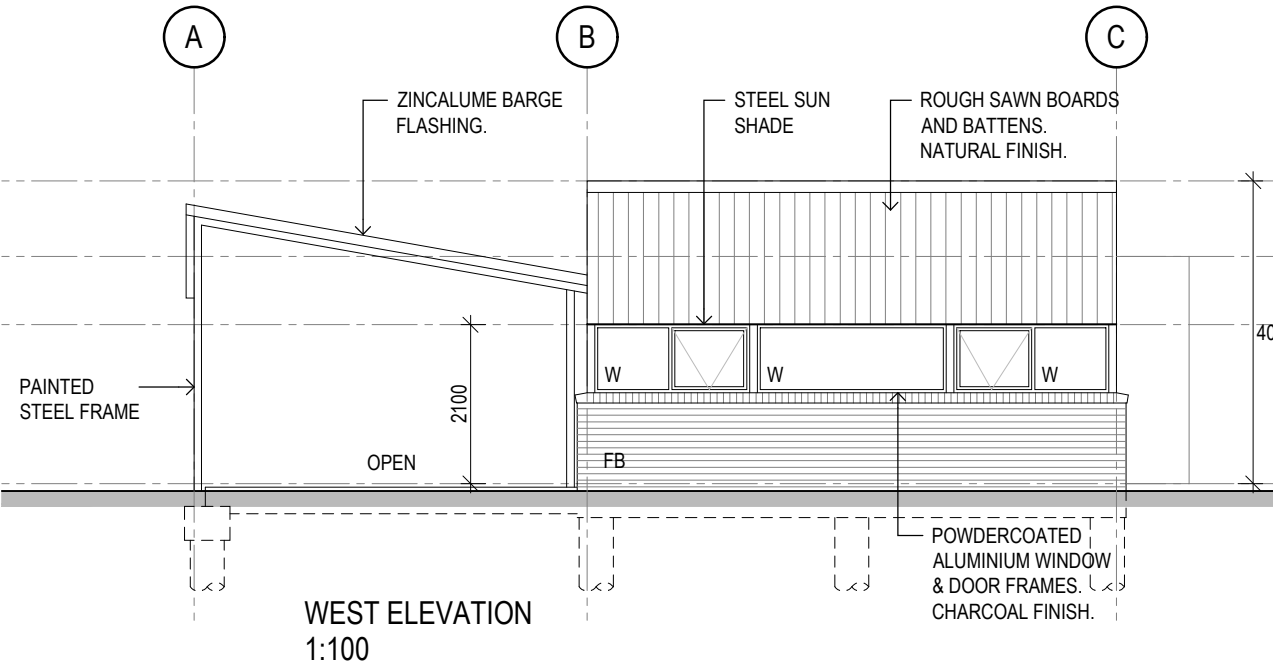 A
B
C
ZINCALUME BARGE
FLASHING.
STEEL SUN
SHADE
ROUGH SAWN BOARDS
AND BATTENS.
NATURAL FINISH.
40
PAINTED
STEEL FRAME
2100
W
W
W
OPEN
FB
POWDERCOATED
ALUMINIUM WINDOW
& DOOR FRAMES.
CHARCOAL FINISH.
WEST ELEVATION
1:100